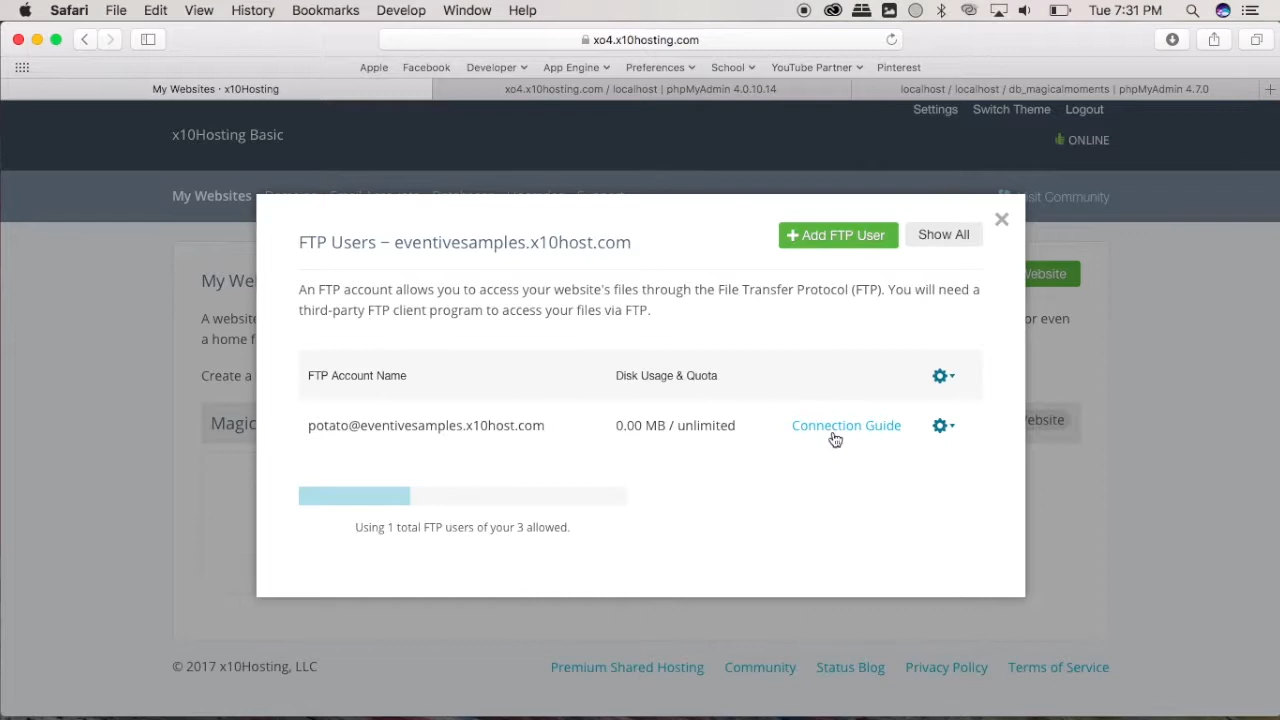 Safari File Edit View History Bookmarks Develop Window Help Tue 7:31 PM
xo4.x10hosting.com
Apple Facebook Developer App Engine Preferences School YouTube Partner Pinterest
My Websites · x10Hosting xo4.x10hosting.com / localhost | phpMyAdmin 4.0.10.14 localhost / localhost / db_magicalmoments | phpMyAdmin 4.7.0
Settings Switch Theme Logout
x10Hosting Basic
ONLINE
My Websites
Visit Community
FTP Users − eventivesamples.x10host.com
+ Add FTP User Show All
My We
Website
An FTP account allows you to access your website's files through the File Transfer Protocol (FTP). You will need a
third-party FTP client program to access your files via FTP.
A websit
or even
a home f
Create a
FTP Account Name Disk Usage & Quota
Magic
ebsite
potato@eventivesamples.x10host.com 0.00 MB / unlimited Connection Guide
Using 1 total FTP users of your 3 allowed.
© 2017 x10Hosting, LLC Premium Shared Hosting Community Status Blog Privacy Policy Terms of Service